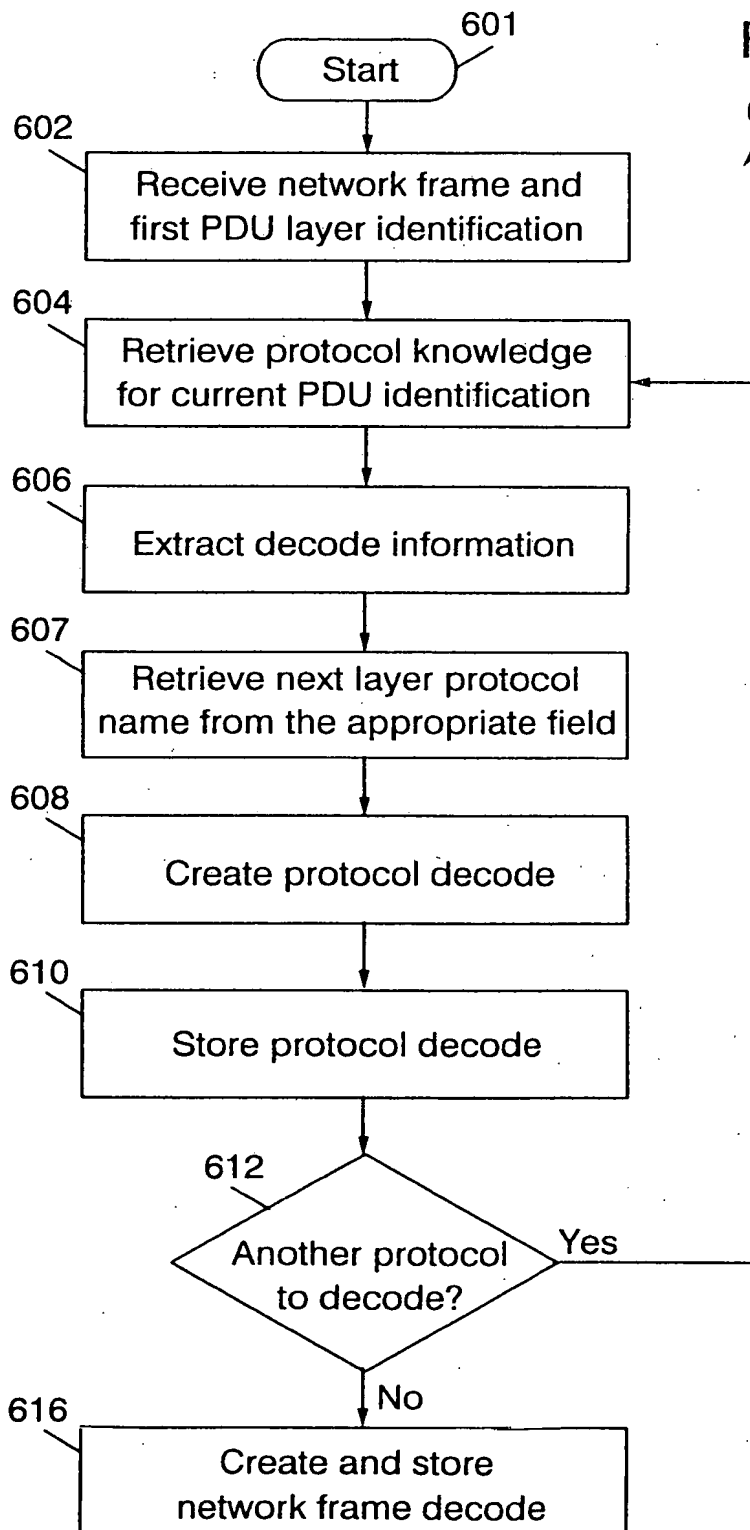 601
Start
602
Receive network frame and
first PDU layer identification
604
Retrieve protocol knowledge
for current PDU identification
606
Extract decode information
607
Retrieve next layer protocol
name from the appropriate field
608
Create protocol decode
610
Store protocol decode
612
Another protocol
to decode?
Yes
No
616
Create and store
network frame decode